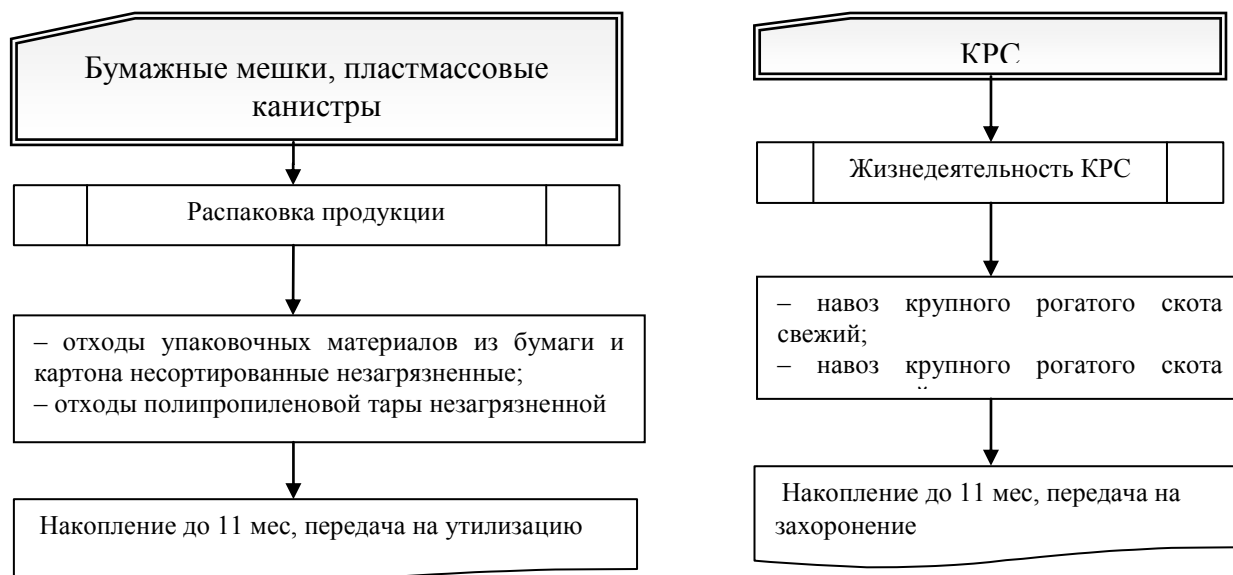 Бумажные мешки, пластмассовые
канистры
Распаковка продукции
– отходы упаковочных материалов из бумаги и
картона несортированные незагрязненные;
– отходы полипропиленовой тары незагрязненной
Накопление до 11 мес, передача на утилизацию
КРС
Жизнедеятельность КРС
– навоз крупного рогатого скота
свежий;
– навоз крупного рогатого скота
Накопление до 11 мес, передача на
захоронение